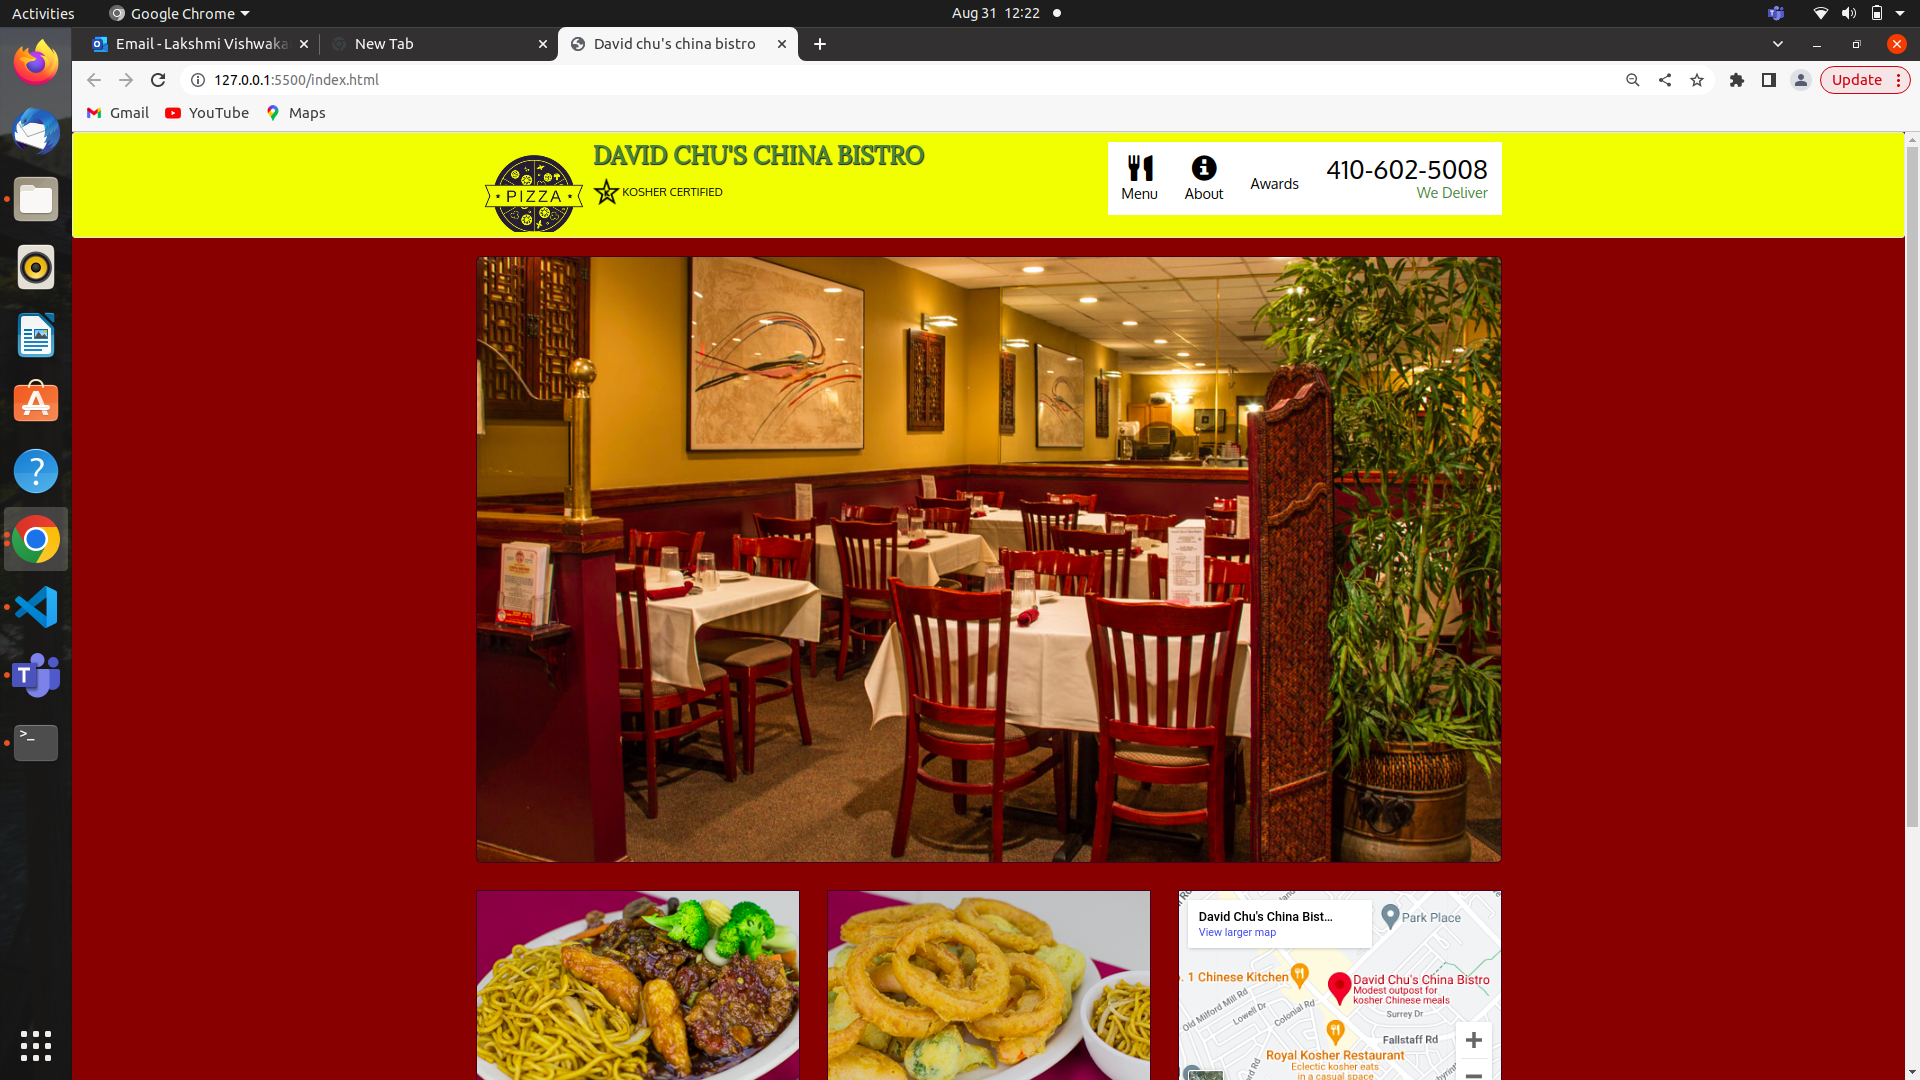 Activities
Google Chrome
Aug 31 12:22
Email - Lakshmi Vishwaka
New Tab
David chu's china bistro
127.0.0.1:5500/index.html
Update
Gmail
YouTube
Maps
PIZZA
DAVID CHU'S CHINA BISTRO
KOSHER CERTIFIED
Menu
About
Awards
410-602-5008
We Deliver
David Chu's China Bist...
View larger map
Park Place
. 1 Chinese Kitchen
David Chu's China Bistro
Modest outpost for
kosher Chinese meals
Old Milford Mill Rd
Lowell Dr
Colonial Rd
Surrey Dr
Fallstaff Rd
Royal Kosher Restaurant
Eclectic kosher eats
in a casual space